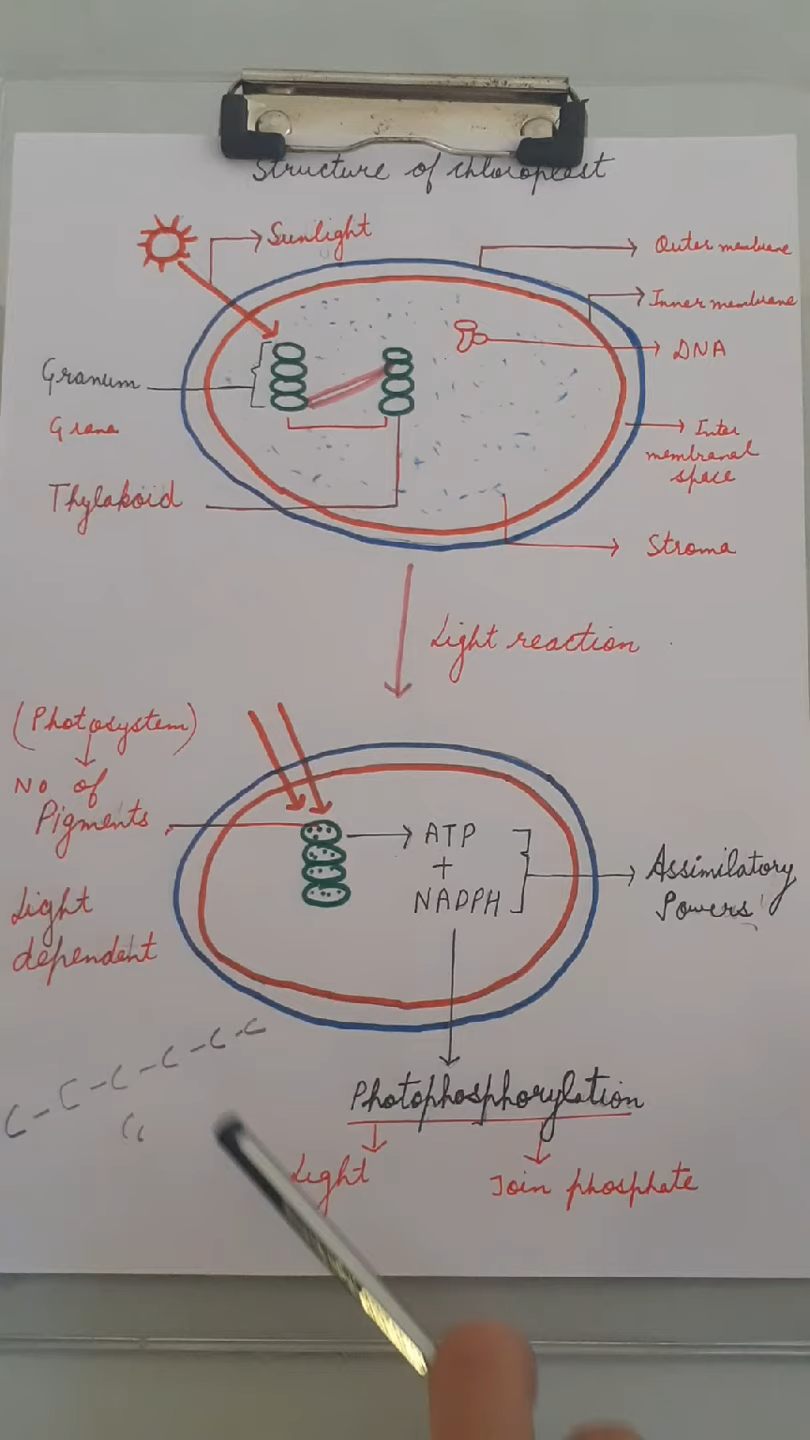 Structure of chloroplast
Sunlight
Outer membrane
Inner membrane
DNA
Granum
Grana
Inter
membranal
space
Thylakoid
Stroma
Light reaction
(Photosystem)
No of
Pigments
ATP
+
NADPH
Assimilatory
Powers
Light
dependent
C-C-C-C-C-C
Photophosphorylation
Light
Join phosphate